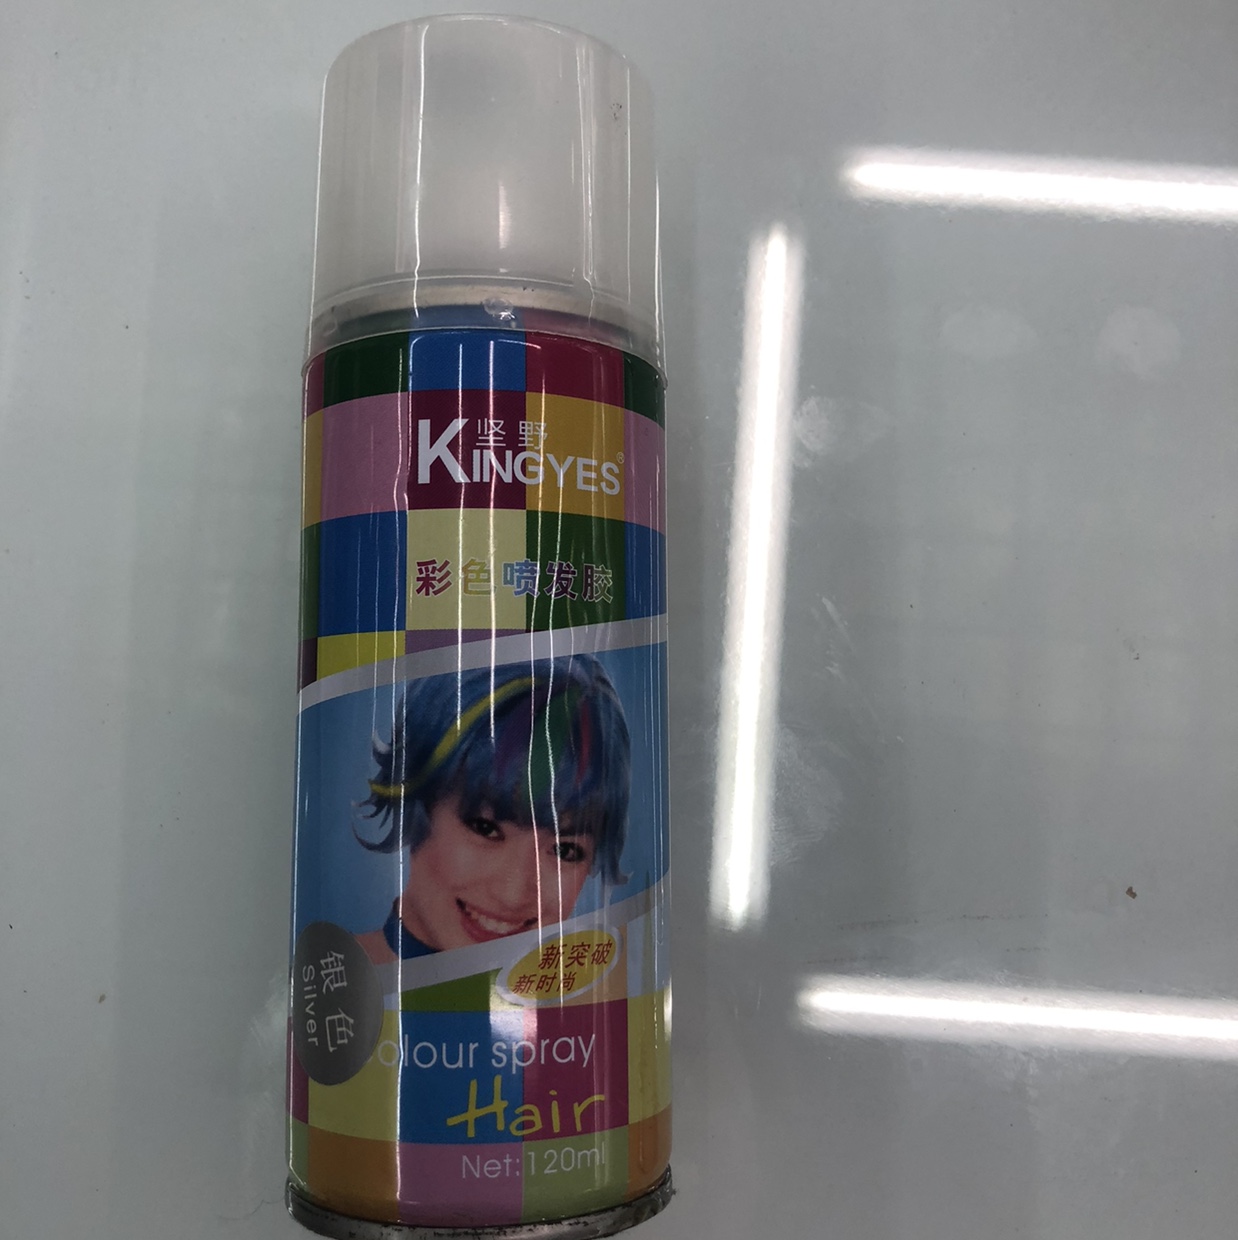 坚野
KINGYES®
彩色喷发胶
新突破
新时尚
银色
Silver
olour spray
Hair
Net:120ml